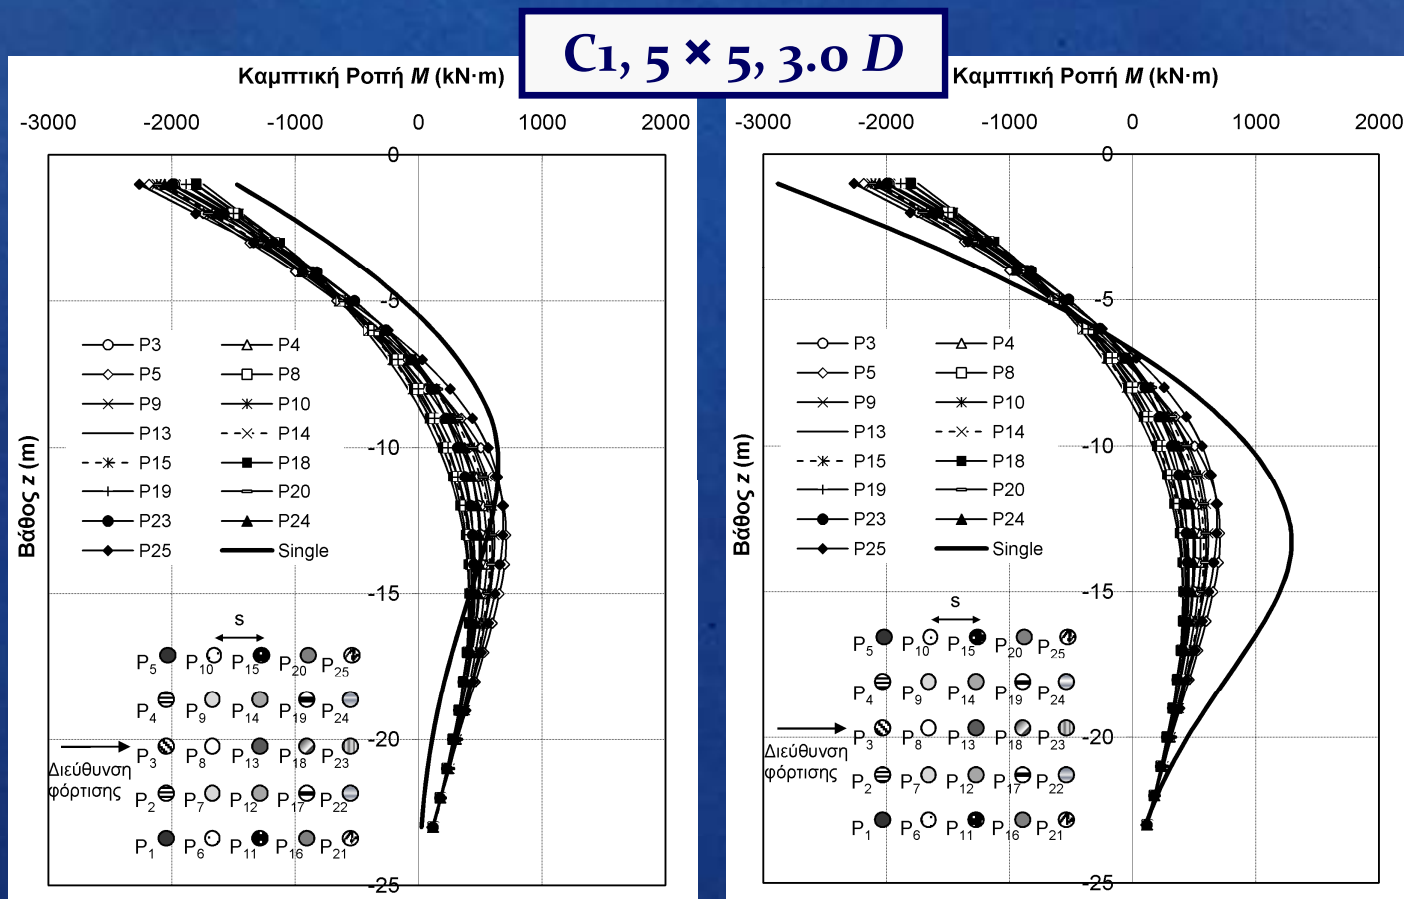 C1, 5 × 5, 3.0 D
Καμπτική Ροπή M (kN·m)
-3000 -2000 -1000 0 1000 2000
0
-5
-10
-15
-20
-25
Βάθος z (m)
P3 P4
P5 P8
P9 P10
P13 P14
P15 P18
P19 P20
P23 P24
P25 Single
s
P5 P10 P15 P20 P25
P4 P9 P14 P19 P24
P3 P8 P13 P18 P23
Διεύθυνση
φόρτισης
P2 P7 P12 P17 P22
P1 P6 P11 P16 P21
Καμπτική Ροπή M (kN·m)
-3000 -2000 -1000 0 1000 2000
0
-5
-10
-15
-20
-25
Βάθος z (m)
P3 P4
P5 P8
P9 P10
P13 P14
P15 P18
P19 P20
P23 P24
P25 Single
s
P5 P10 P15 P20 P25
P4 P9 P14 P19 P24
P3 P8 P13 P18 P23
Διεύθυνση
φόρτισης
P2 P7 P12 P17 P22
P1 P6 P11 P16 P21